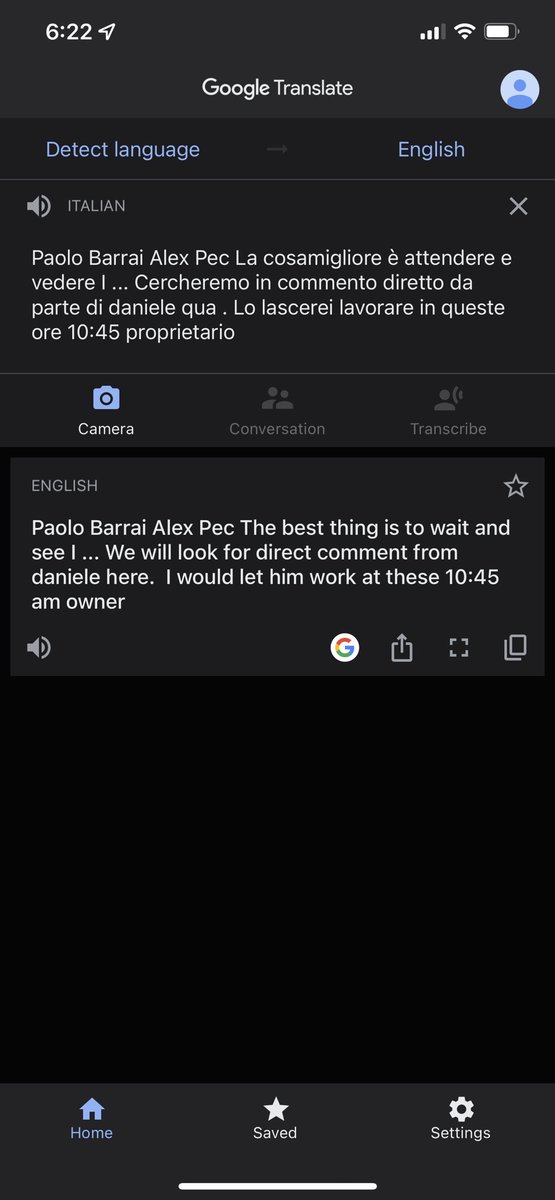 6:22
Google Translate
Detect language → English
ITALIAN
Paolo Barrai Alex Pec La cosamigliore è attendere e
vedere I ... Cercheremo in commento diretto da
parte di daniele qua . Lo lascerei lavorare in queste
ore 10:45 proprietario
Camera Conversation Transcribe
ENGLISH
Paolo Barrai Alex Pec The best thing is to wait and
see I ... We will look for direct comment from
daniele here.  I would let him work at these 10:45
am owner
G
Home Saved Settings